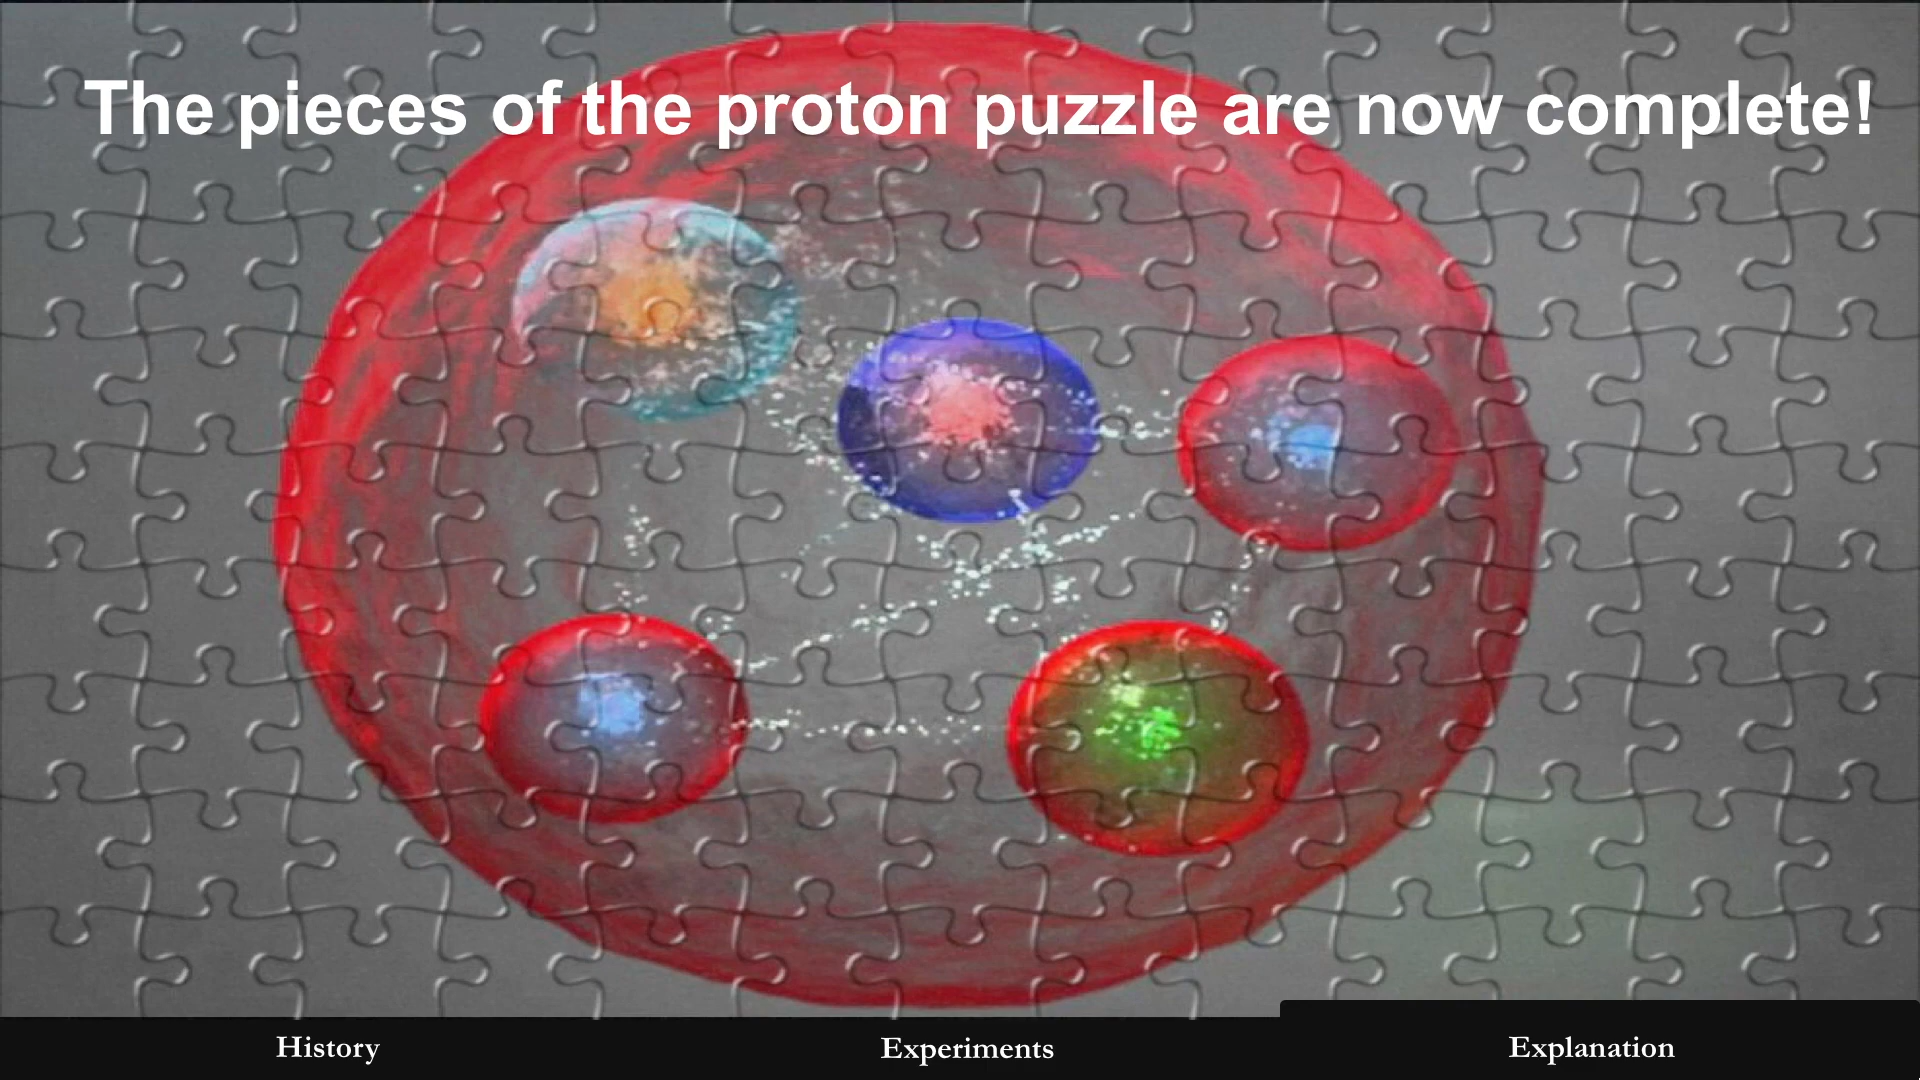 The pieces of the proton puzzle are now complete!
History
Experiments
Explanation